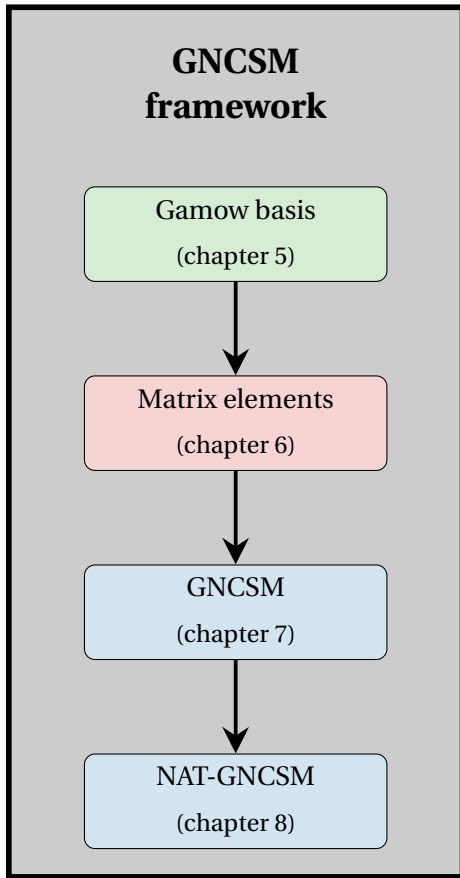 GNCSM
framework
Gamow basis
(chapter 5)
Matrix elements
(chapter 6)
GNCSM
(chapter 7)
NAT-GNCSM
(chapter 8)